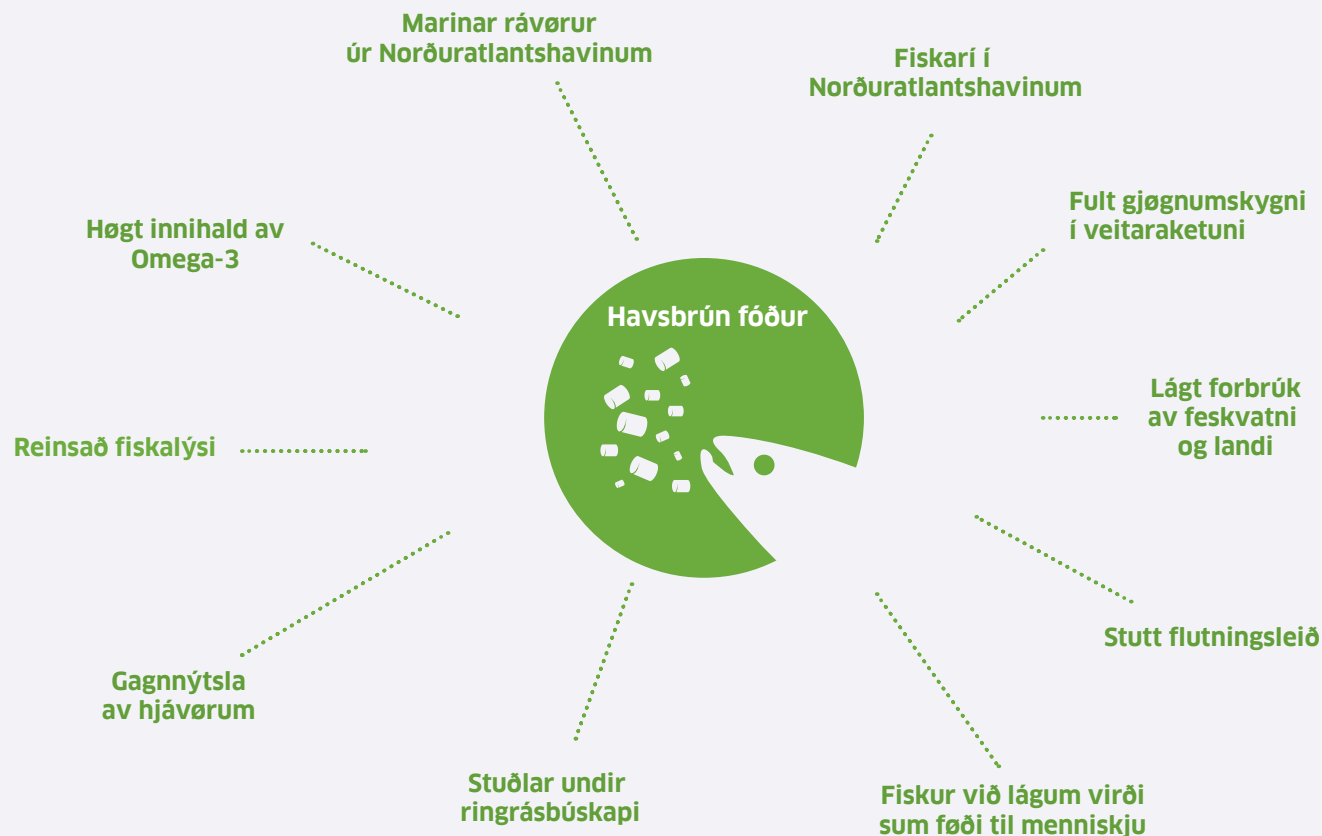 Marinar rávørur
úr Norðuratlantshavinum
Fiskarí í
Norðuratlantshavinum
Fult gjøgnumskygni
í veitaraketuni
Høgt innihald av
Omega-3
Havsbrún fóður
Lágt forbrúk
av feskvatni
og landi
Reinsað fiskalýsi
Stutt flutningsleið
Gagnnýtsla
av hjávørum
Stuðlar undir
ringrásbúskapi
Fiskur við lágum virði
sum føði til menniskju